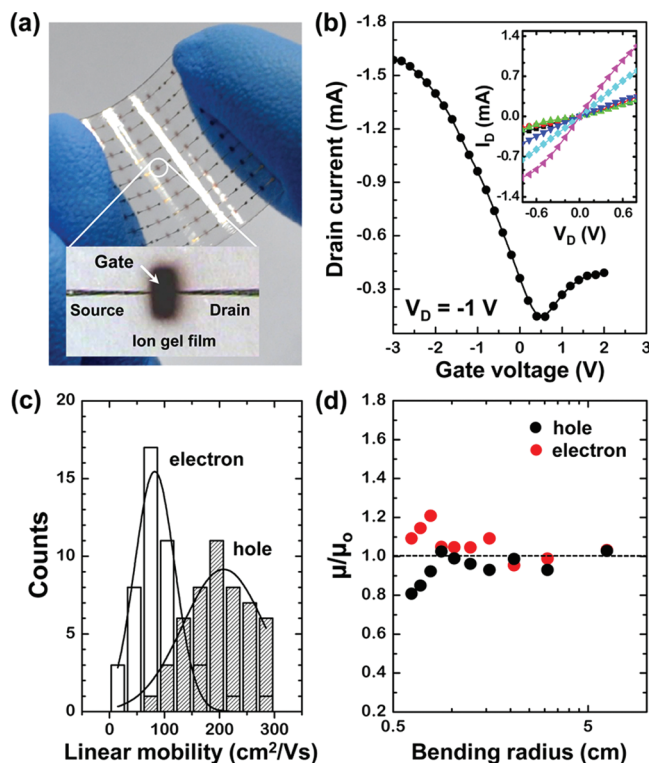 (a)
Gate
Source
Drain
Ion gel film
(b)
Drain current (mA)
-1.8
-1.5
-1.2
-0.9
-0.6
-0.3
-3 -2 -1 0 1 2 3
Gate voltage (V)
V_D = -1 V
I_D (mA)
1.4
0.7
0.0
-0.7
-1.4
-0.6 0.0 0.6
V_D (V)
(c)
Counts
20
15
10
5
0
0 100 200 300
Linear mobility (cm²/Vs)
electron
hole
(d)
μ/μ₀
1.8
1.6
1.4
1.2
1.0
0.8
0.6
0.4
0.2
0.5 1 5
Bending radius (cm)
hole
electron